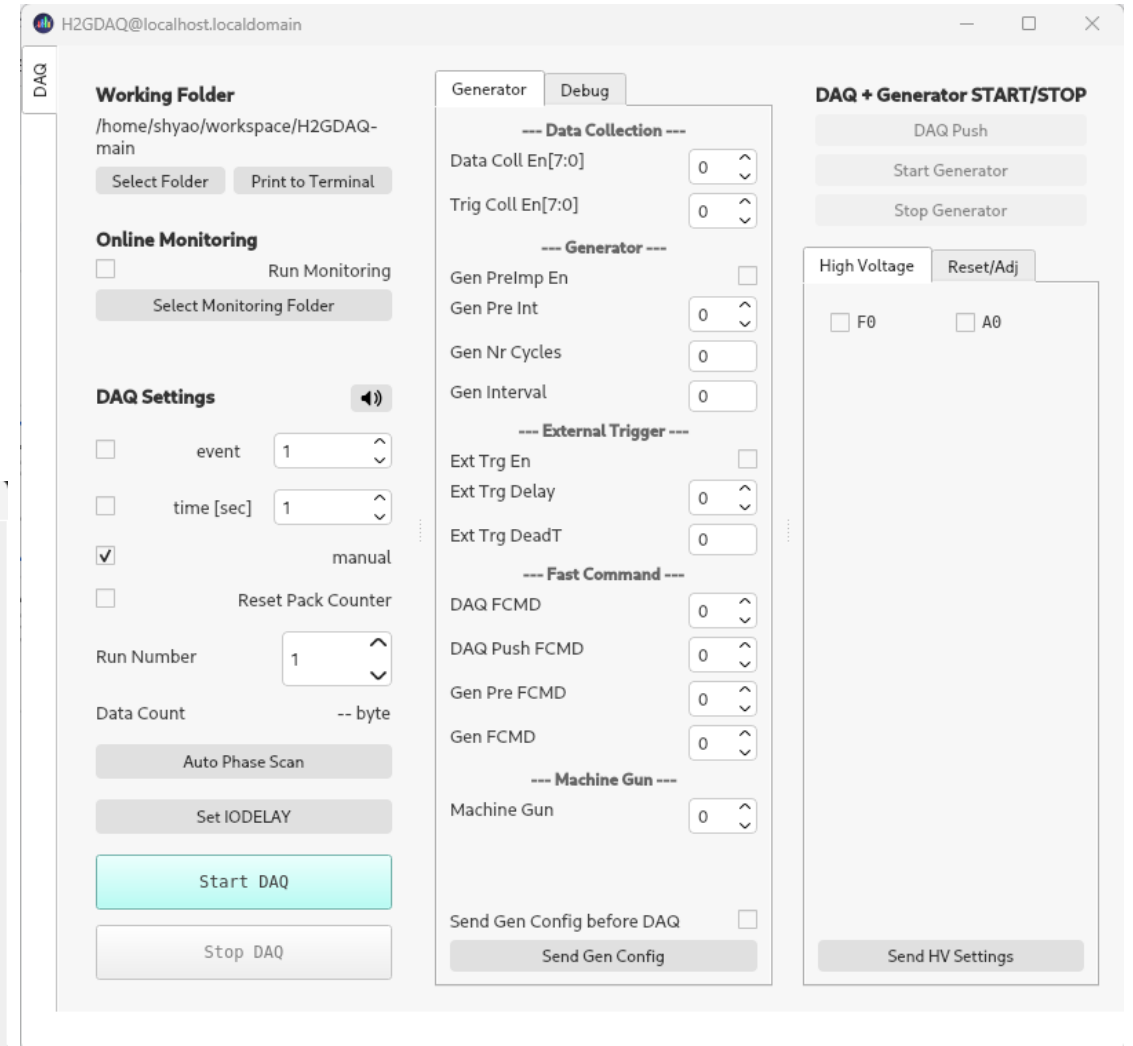 H2GDAQ@localhost.localdomain
DAQ
Working Folder
/home/shyao/workspace/H2GDAQ-
main
Select Folder
Print to Terminal
Online Monitoring
Run Monitoring
Select Monitoring Folder
DAQ Settings
event
1
time [sec]
1
manual
Reset Pack Counter
Run Number
1
Data Count
-- byte
Auto Phase Scan
Set IODELAY
Start DAQ
Stop DAQ
Generator
Debug
--- Data Collection ---
Data Coll En[7:0]
0
Trig Coll En[7:0]
0
--- Generator ---
Gen PreImp En
Gen Pre Int
0
Gen Nr Cycles
0
Gen Interval
0
--- External Trigger ---
Ext Trg En
Ext Trg Delay
0
Ext Trg DeadT
0
--- Fast Command ---
DAQ FCMD
0
DAQ Push FCMD
0
Gen Pre FCMD
0
Gen FCMD
0
--- Machine Gun ---
Machine Gun
0
Send Gen Config before DAQ
Send Gen Config
DAQ + Generator START/STOP
DAQ Push
Start Generator
Stop Generator
High Voltage
Reset/Adj
F0
A0
Send HV Settings